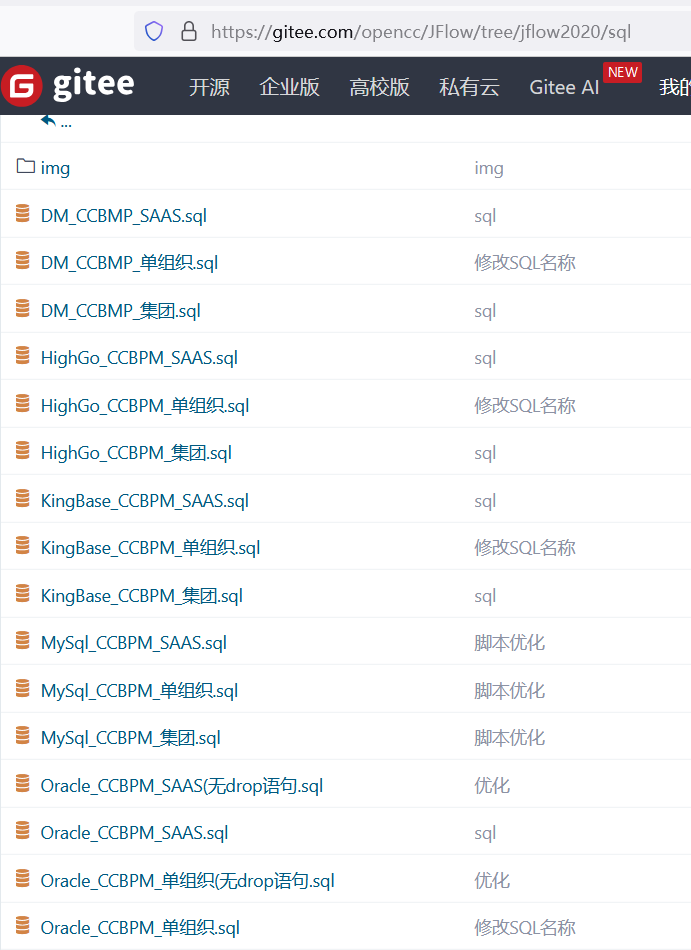 https://gitee.com/opencc/JFlow/tree/jflow2020/sql
G gitee 开源 企业版 高校版 私有云 Gitee AI NEW 我的
...
img img
DM_CCBMP_SAAS.sql sql
DM_CCBMP_单组织.sql 修改SQL名称
DM_CCBMP_集团.sql sql
HighGo_CCBPM_SAAS.sql sql
HighGo_CCBPM_单组织.sql 修改SQL名称
HighGo_CCBPM_集团.sql sql
KingBase_CCBPM_SAAS.sql sql
KingBase_CCBPM_单组织.sql 修改SQL名称
KingBase_CCBPM_集团.sql sql
MySql_CCBPM_SAAS.sql 脚本优化
MySql_CCBPM_单组织.sql 脚本优化
MySql_CCBPM_集团.sql 脚本优化
Oracle_CCBPM_SAAS(无drop语句.sql 优化
Oracle_CCBPM_SAAS.sql sql
Oracle_CCBPM_单组织(无drop语句.sql 优化
Oracle_CCBPM_单组织.sql 修改SQL名称